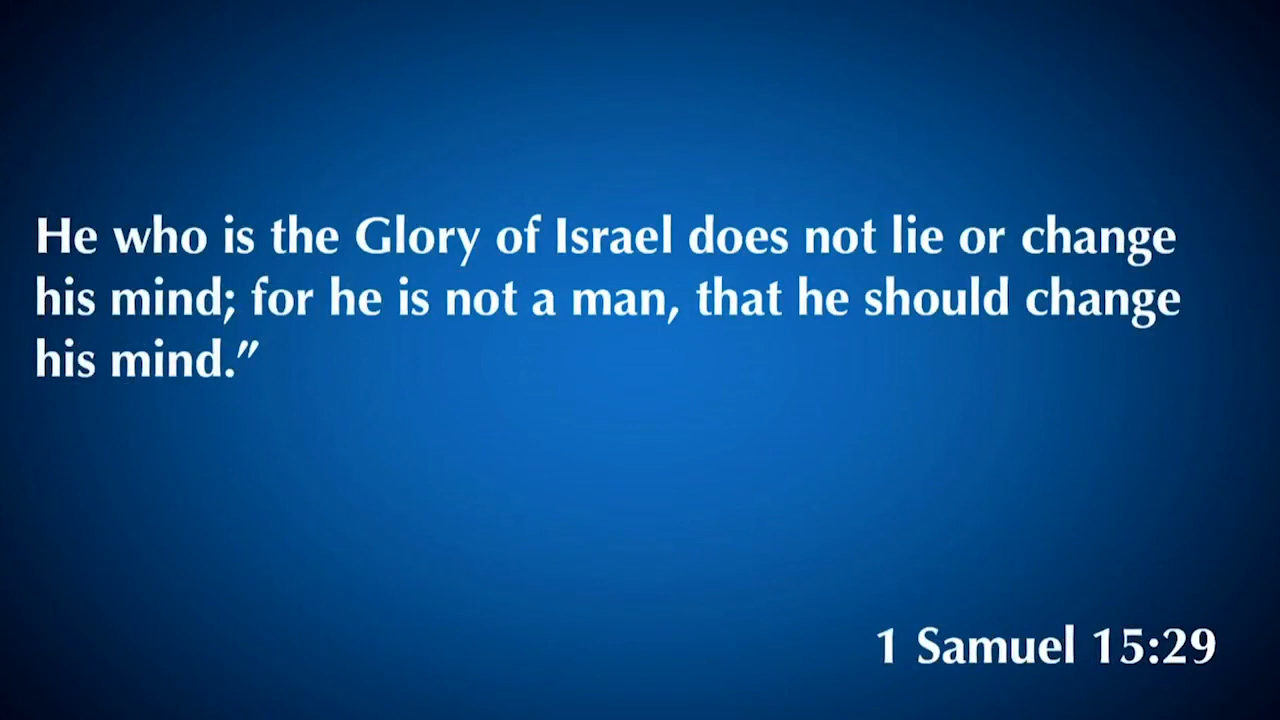 He who is the Glory of Israel does not lie or change
his mind; for he is not a man, that he should change
his mind.”
1 Samuel 15:29